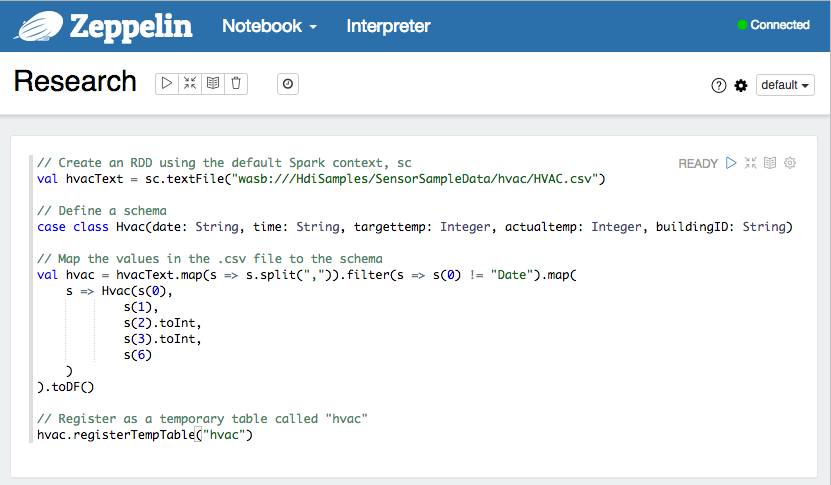 Zeppelin Notebook Interpreter Connected
Research default
READY
// Create an RDD using the default Spark context, sc
val hvacText = sc.textFile("wasb:///HdiSamples/SensorSampleData/hvac/HVAC.csv")
// Define a schema
case class Hvac(date: String, time: String, targettemp: Integer, actualtemp: Integer, buildingID: String)
// Map the values in the .csv file to the schema
val hvac = hvacText.map(s => s.split(",")).filter(s => s(0) != "Date").map(
    s => Hvac(s(0),
            s(1),
            s(2).toInt,
            s(3).toInt,
            s(6)
    )
).toDF()
// Register as a temporary table called "hvac"
hvac.registerTempTable("hvac")